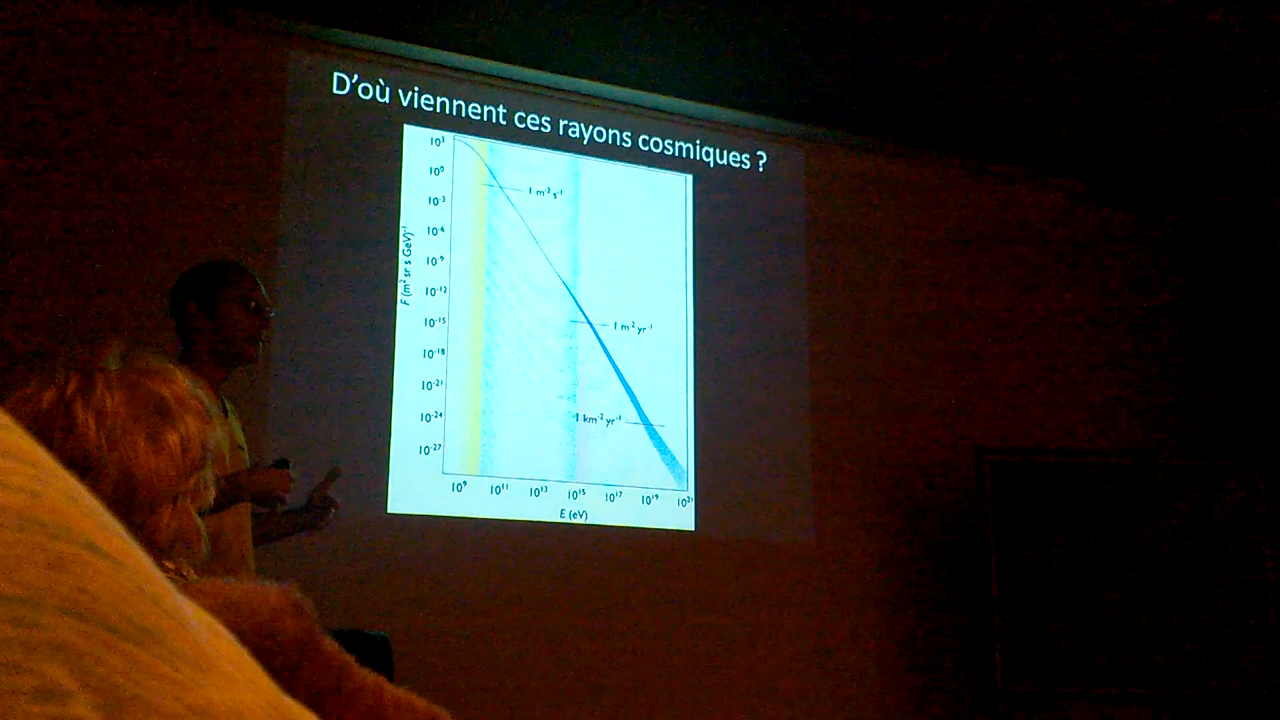 D'où viennent ces rayons cosmiques ?
10³
10⁰
10⁻³
10⁻⁶
10⁻⁹
10⁻¹²
10⁻¹⁵
10⁻¹⁸
10⁻²¹
10⁻²⁴
10⁻²⁷
F (m² sr s GeV)⁻¹
1 m⁻² s⁻¹
1 m⁻² yr⁻¹
1 km⁻² yr⁻¹
10⁹ 10¹¹ 10¹³ 10¹⁵ 10¹⁷ 10¹⁹ 10²¹
E (eV)